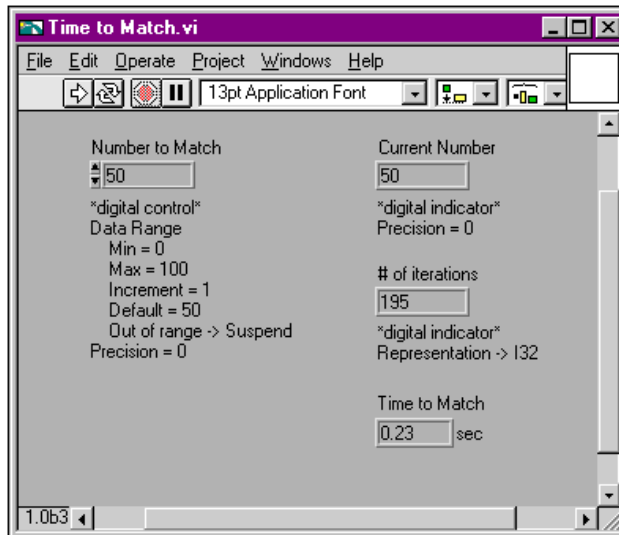 Time to Match.vi
File Edit Operate Project Windows Help
13pt Application Font
Number to Match
50
*digital control*
Data Range
Min = 0
Max = 100
Increment = 1
Default = 50
Out of range -> Suspend
Precision = 0
Current Number
50
*digital indicator*
Precision = 0
# of iterations
195
*digital indicator*
Representation -> I32
Time to Match
0.23 sec
1.0b3